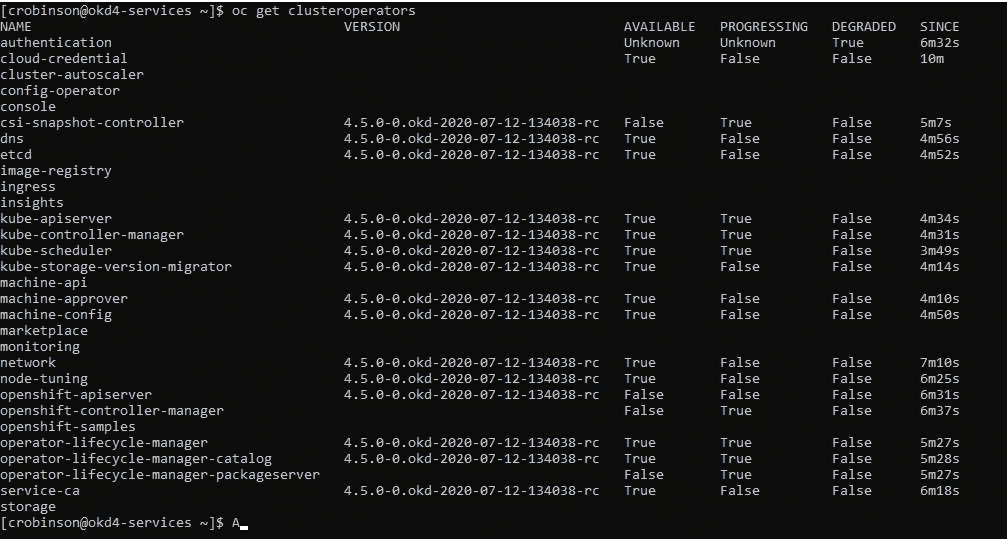 [crobinson@okd4-services ~]$ oc get clusteroperators
NAME                                       VERSION                          AVAILABLE   PROGRESSING   DEGRADED   SINCE
authentication                                                              Unknown     Unknown       True       6m32s
cloud-credential                                                            True        False         False      10m
cluster-autoscaler
config-operator
console
csi-snapshot-controller                    4.5.0-0.okd-2020-07-12-134038-rc   False       True          False      5m7s
dns                                        4.5.0-0.okd-2020-07-12-134038-rc   True        False         False      4m56s
etcd                                       4.5.0-0.okd-2020-07-12-134038-rc   True        False         False      4m52s
image-registry
ingress
insights
kube-apiserver                             4.5.0-0.okd-2020-07-12-134038-rc   True        True          False      4m34s
kube-controller-manager                    4.5.0-0.okd-2020-07-12-134038-rc   True        True          False      4m31s
kube-scheduler                             4.5.0-0.okd-2020-07-12-134038-rc   True        True          False      3m49s
kube-storage-version-migrator              4.5.0-0.okd-2020-07-12-134038-rc   True        False         False      4m14s
machine-api
machine-approver                           4.5.0-0.okd-2020-07-12-134038-rc   True        False         False      4m10s
machine-config                             4.5.0-0.okd-2020-07-12-134038-rc   True        False         False      4m50s
marketplace
monitoring
network                                    4.5.0-0.okd-2020-07-12-134038-rc   True        False         False      7m10s
node-tuning                                4.5.0-0.okd-2020-07-12-134038-rc   True        False         False      6m25s
openshift-apiserver                        4.5.0-0.okd-2020-07-12-134038-rc   False       False         False      6m31s
openshift-controller-manager                                                  False       True          False      6m37s
openshift-samples
operator-lifecycle-manager                 4.5.0-0.okd-2020-07-12-134038-rc   True        True          False      5m27s
operator-lifecycle-manager-catalog         4.5.0-0.okd-2020-07-12-134038-rc   True        True          False      5m28s
operator-lifecycle-manager-packageserver                                      False       True          False      5m27s
service-ca                                 4.5.0-0.okd-2020-07-12-134038-rc   True        False         False      6m18s
storage
[crobinson@okd4-services ~]$ A